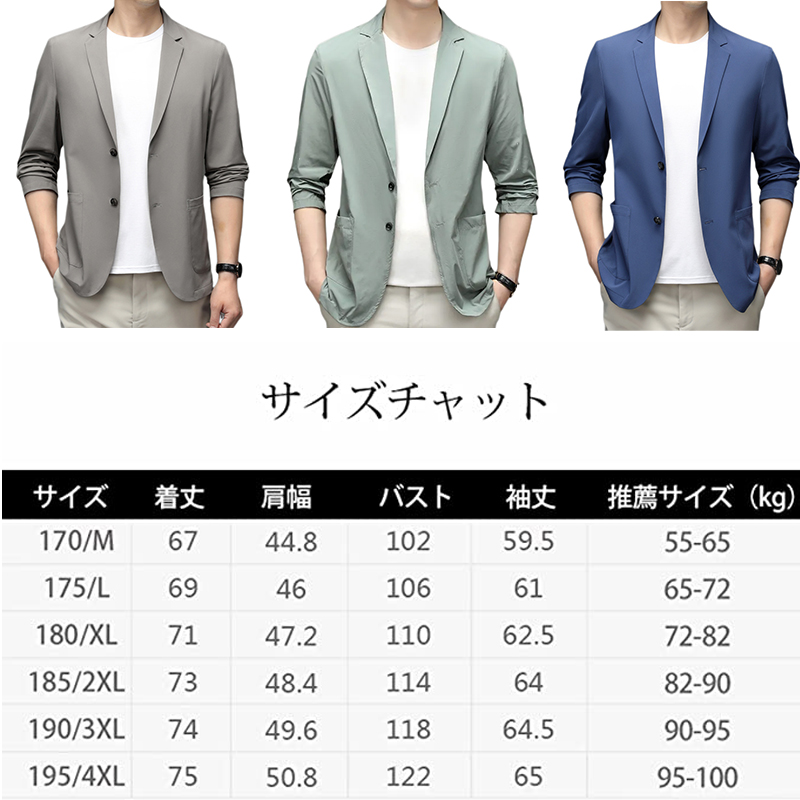 サイズチャット
サイズ 着丈 肩幅 バスト 袖丈 推薦サイズ（kg）
170/M 67 44.8 102 59.5 55-65
175/L 69 46 106 61 65-72
180/XL 71 47.2 110 62.5 72-82
185/2XL 73 48.4 114 64 82-90
190/3XL 74 49.6 118 64.5 90-95
195/4XL 75 50.8 122 65 95-100